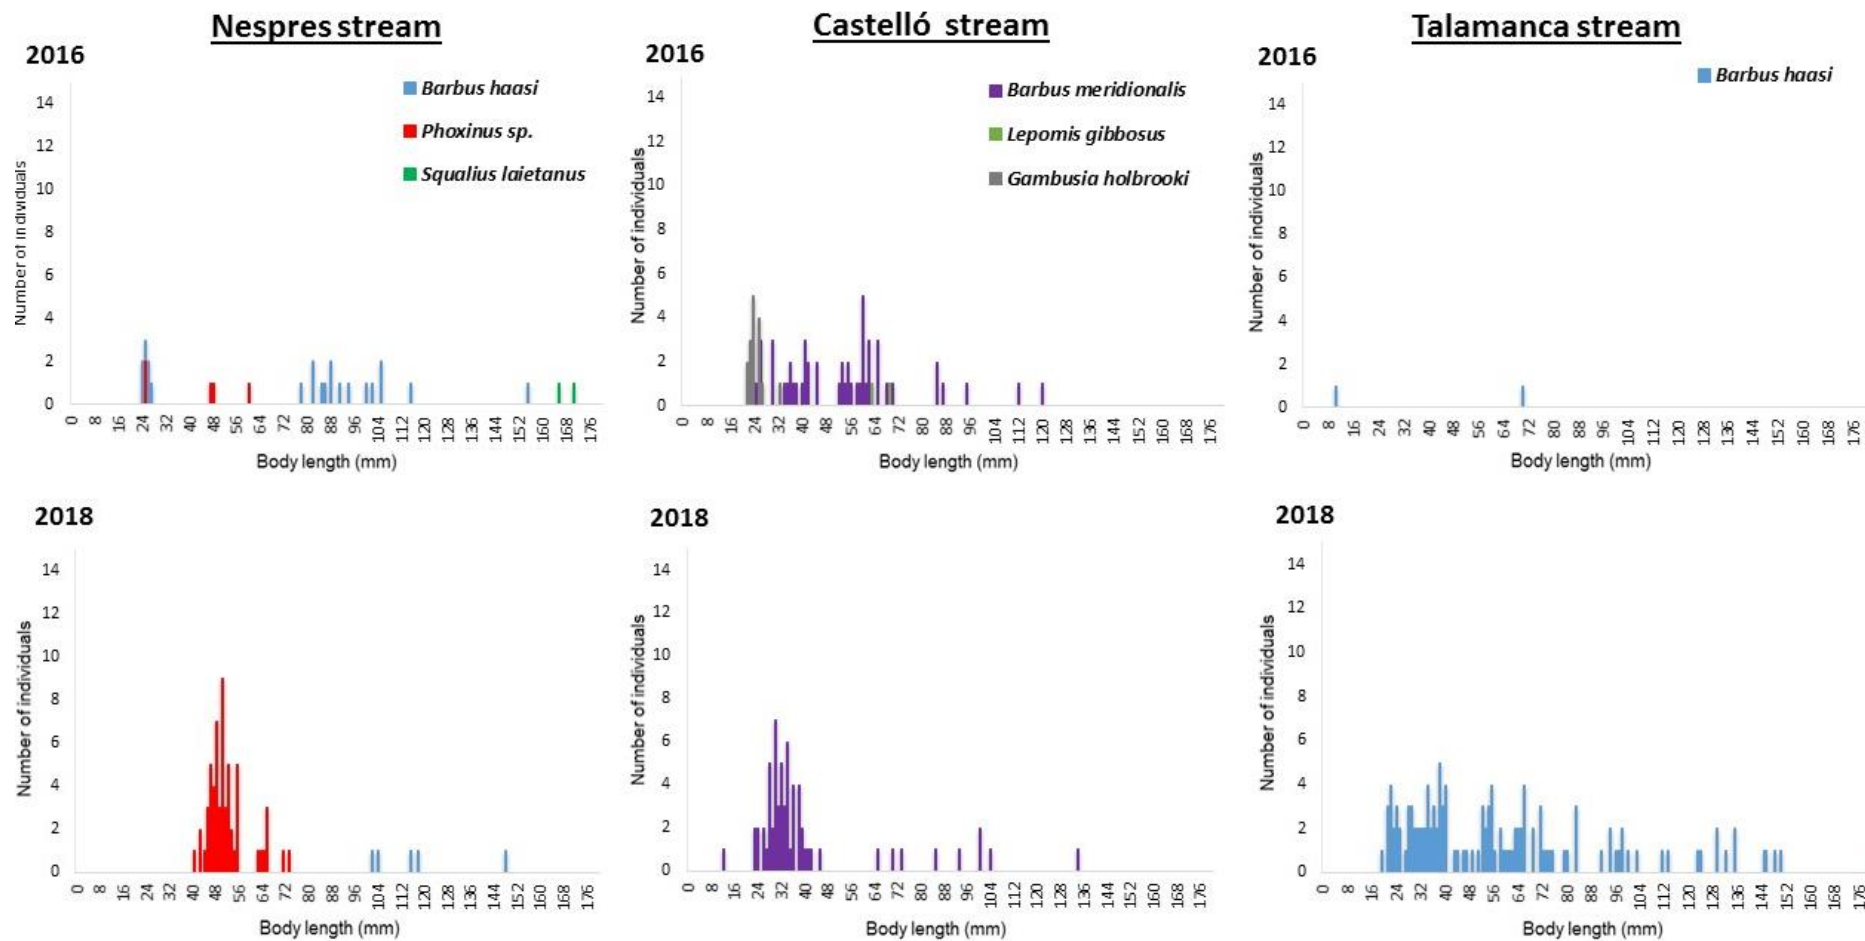 Nespres stream
2016
Barbus haasi
Phoxinus sp.
Squalius laietanus
Number of individuals
14
12
10
8
6
4
2
0
0 8 16 24 32 40 48 56 64 72 80 88 96 104 112 120 128 136 144 152 160 168 176
Body length (mm)
Castelló stream
Barbus meridionalis
Lepomis gibbosus
Gambusia holbrooki
Number of individuals
14
12
10
8
6
4
2
0
0 8 16 24 32 40 48 56 64 72 80 88 96 104 112 120 128 136 144 152 160 168 176
Body length (mm)
Talamanca stream
2016
Barbus haasi
Number of individuals
14
12
10
8
6
4
2
0
0 8 16 24 32 40 48 56 64 72 80 88 96 104 112 120 128 136 144 152 160 168 176
Body length (mm)
2018
Number of individuals
14
12
10
8
6
4
2
0
0 8 16 24 32 40 48 56 64 72 80 88 96 104 112 120 128 136 144 152 160 168 176
Body length (mm)
2018
Number of individuals
14
12
10
8
6
4
2
0
0 8 16 24 32 40 48 56 64 72 80 88 96 104 112 120 128 136 144 152 160 168 176
Body length (mm)
2018
Number of individuals
14
12
10
8
6
4
2
0
0 8 16 24 32 40 48 56 64 72 80 88 96 104 112 120 128 136 144 152 160 168 176
Body length (mm)